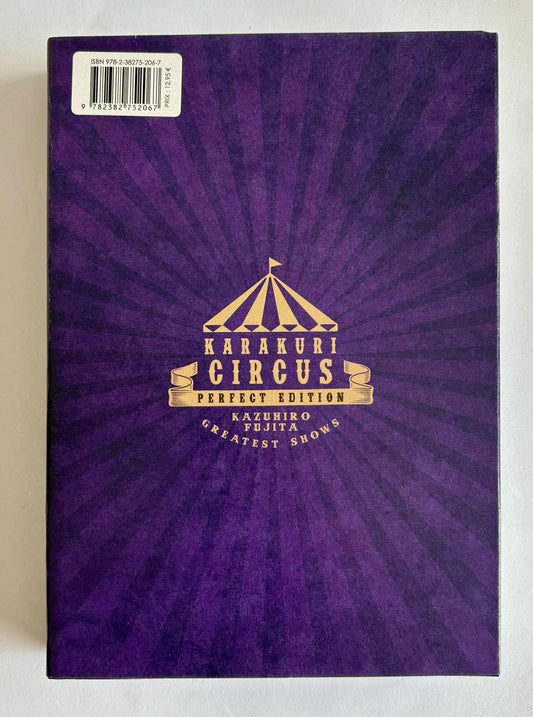 ISBN 978-2-38275-206-7
9 782382 752067
PRIX : 12,95 €
KARAKURI
CIRCUS
PERFECT EDITION
KAZUHIRO
FUJITA
GREATEST SHOWS